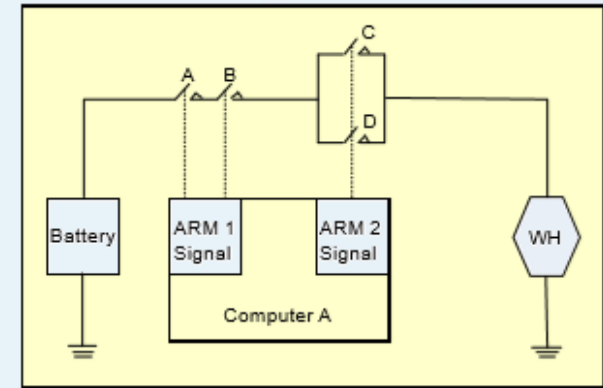 C
A B
D
Battery
ARM 1
Signal
ARM 2
Signal
WH
Computer A